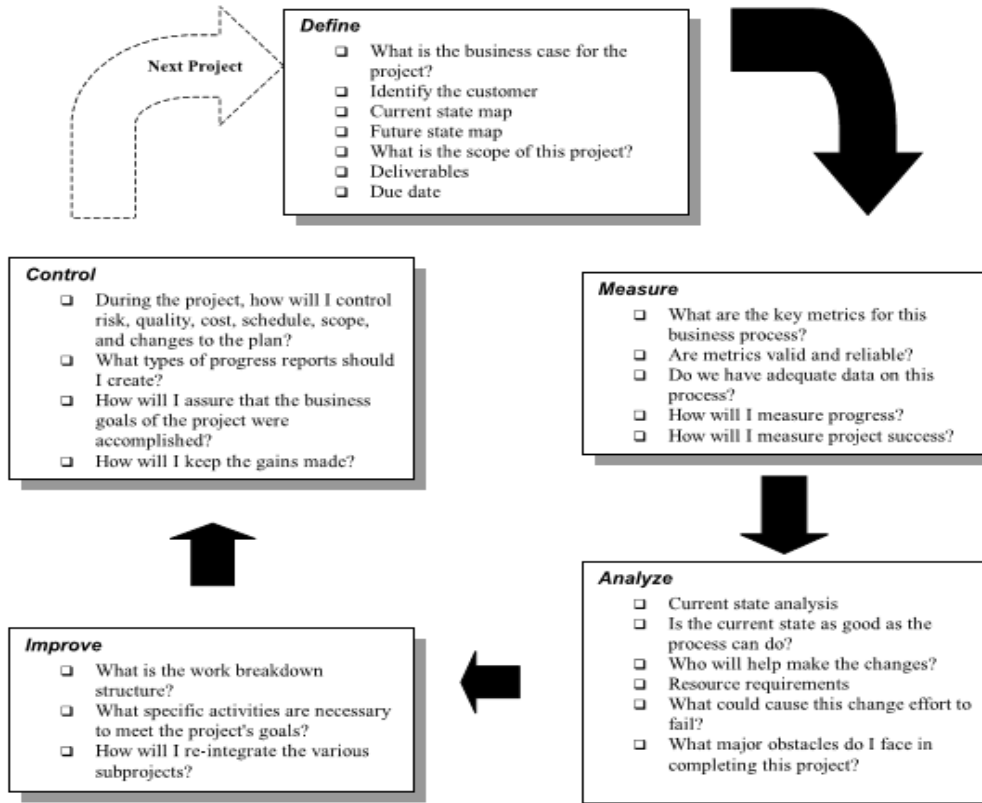 Next Project
Define
❑ What is the business case for the
project?
❑ Identify the customer
❑ Current state map
❑ Future state map
❑ What is the scope of this project?
❑ Deliverables
❑ Due date
Measure
❑ What are the key metrics for this
business process?
❑ Are metrics valid and reliable?
❑ Do we have adequate data on this
process?
❑ How will I measure progress?
❑ How will I measure project success?
Analyze
❑ Current state analysis
❑ Is the current state as good as the
process can do?
❑ Who will help make the changes?
❑ Resource requirements
❑ What could cause this change effort to
fail?
❑ What major obstacles do I face in
completing this project?
Improve
❑ What is the work breakdown
structure?
❑ What specific activities are necessary
to meet the project's goals?
❑ How will I re-integrate the various
subprojects?
Control
❑ During the project, how will I control
risk, quality, cost, schedule, scope,
and changes to the plan?
❑ What types of progress reports should
I create?
❑ How will I assure that the business
goals of the project were
accomplished?
❑ How will I keep the gains made?